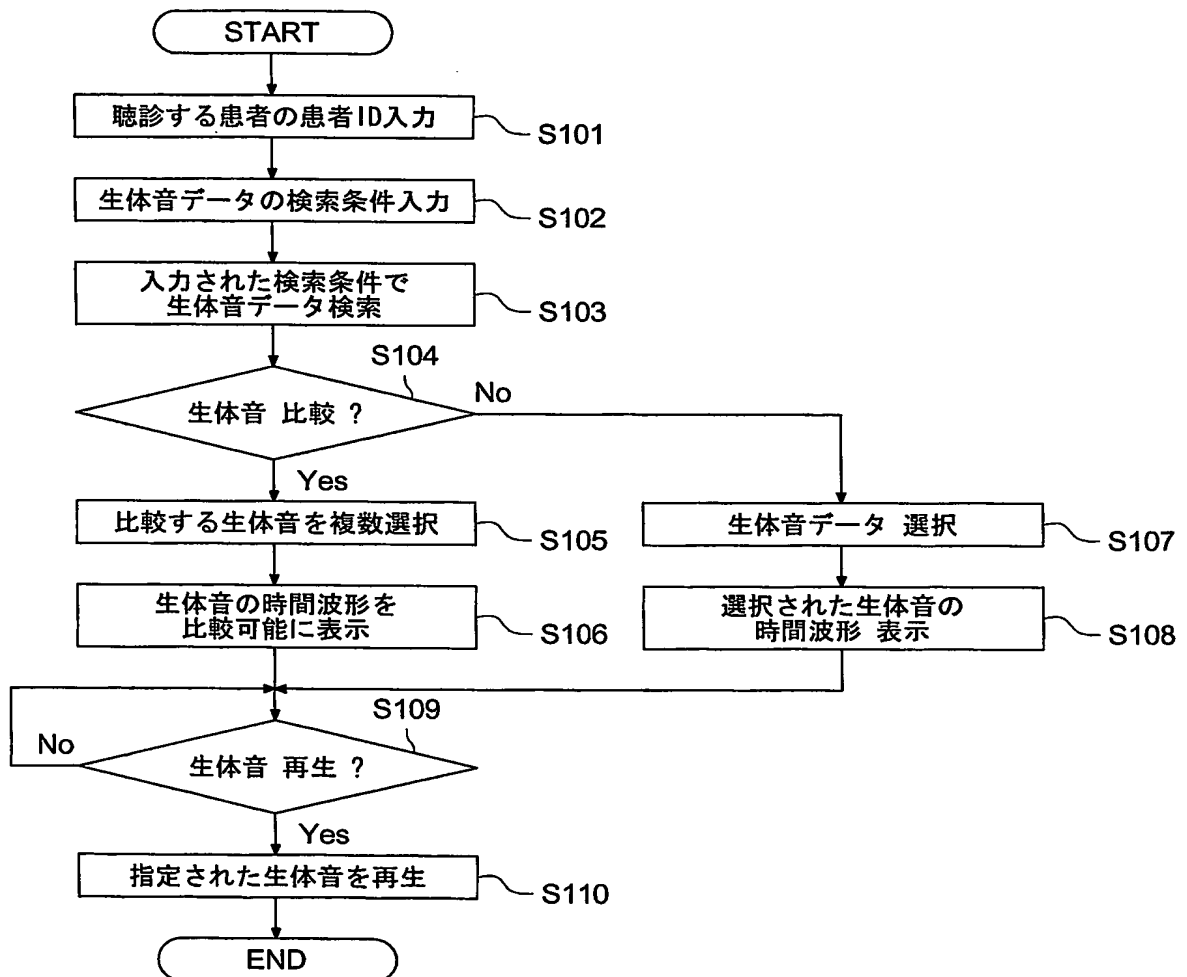 START
聴診する患者の患者ID入力
S101
生体音データの検索条件入力
S102
入力された検索条件で
生体音データ検索
S103
S104
生体音 比較 ?
No
Yes
比較する生体音を複数選択
S105
生体音データ 選択
S107
生体音の時間波形を
比較可能に表示
S106
選択された生体音の
時間波形 表示
S108
S109
No
生体音 再生 ?
Yes
指定された生体音を再生
S110
END